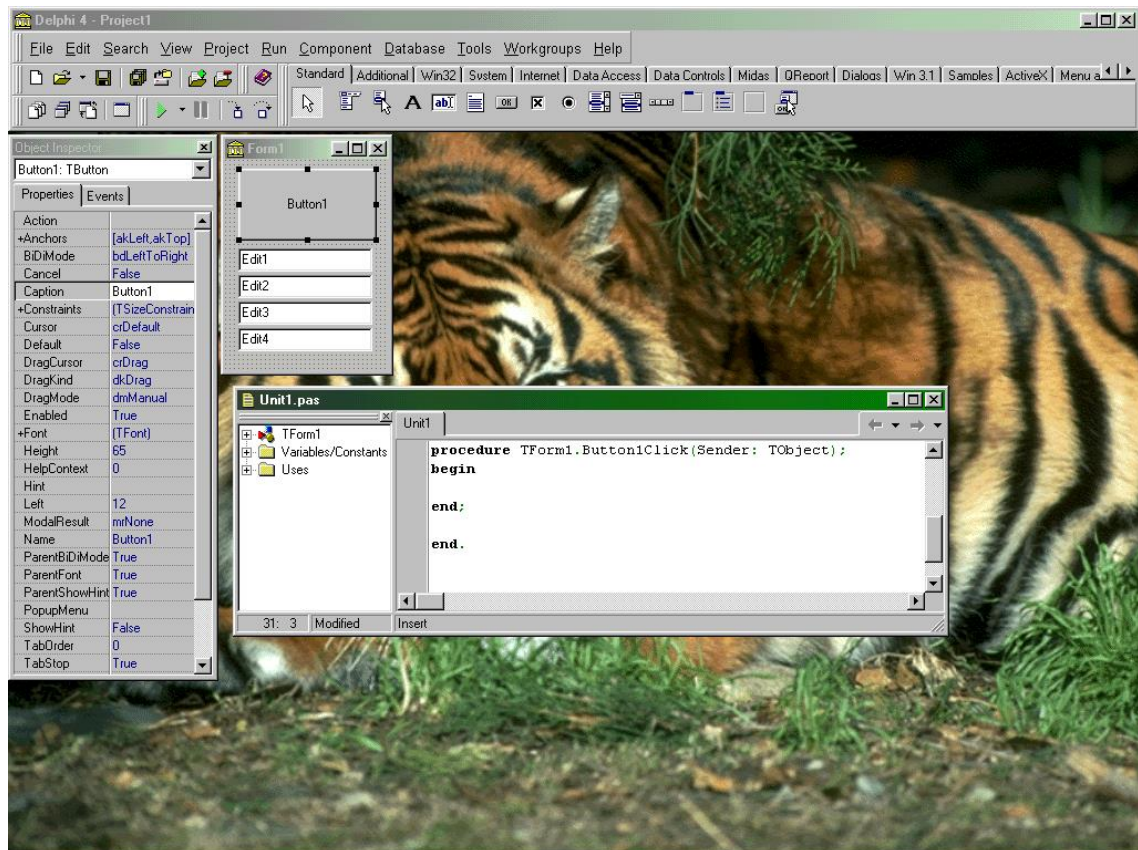 Delphi 4 - Project1
File Edit Search View Project Run Component Database Tools Workgroups Help
Standard Additional Win32 System Internet Data Access Data Controls Midas QReport Dialogs Win 3.1 Samples ActiveX Menu a
A ab OK OK
Object Inspector
Button1: TButton
Properties Events
Action
+Anchors [akLeft,akTop]
BiDiMode bdLeftToRight
Cancel False
Caption Button1
+Constraints (TSizeConstrain
Cursor crDefault
Default False
DragCursor crDrag
DragKind dkDrag
DragMode dmManual
Enabled True
+Font (TFont)
Height 65
HelpContext 0
Hint
Left 12
ModalResult mrNone
Name Button1
ParentBiDiMode True
ParentFont True
ParentShowHint True
PopupMenu
ShowHint False
TabOrder 0
TabStop True
Form1
Button1
Edit1
Edit2
Edit3
Edit4
Unit1.pas
TForm1
Variables/Constants
Uses
Unit1
procedure TForm1.Button1Click(Sender: TObject);
begin
end;
end.
31: 3 Modified Insert